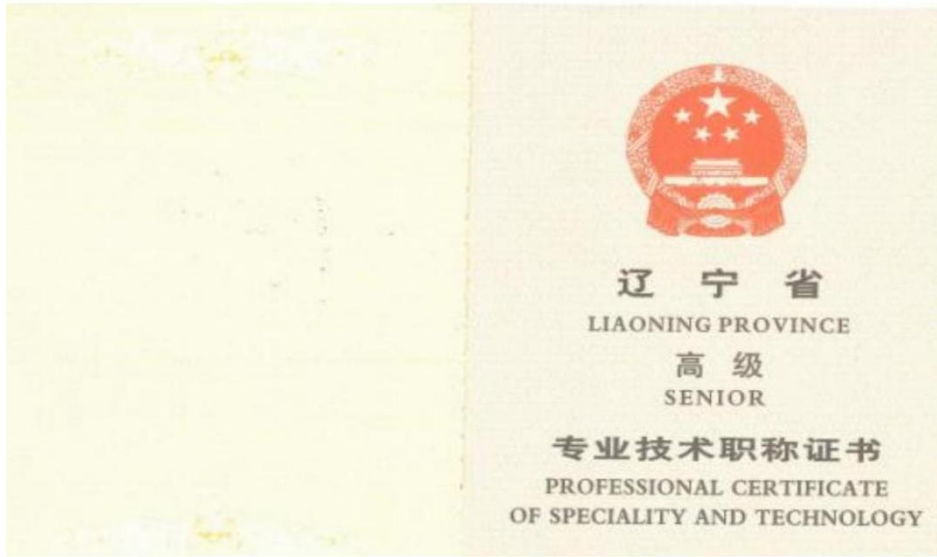 辽宁省
LIAONING PROVINCE
高级
SENIOR
专业技术职称证书
PROFESSIONAL CERTIFICATE
OF SPECIALITY AND TECHNOLOGY